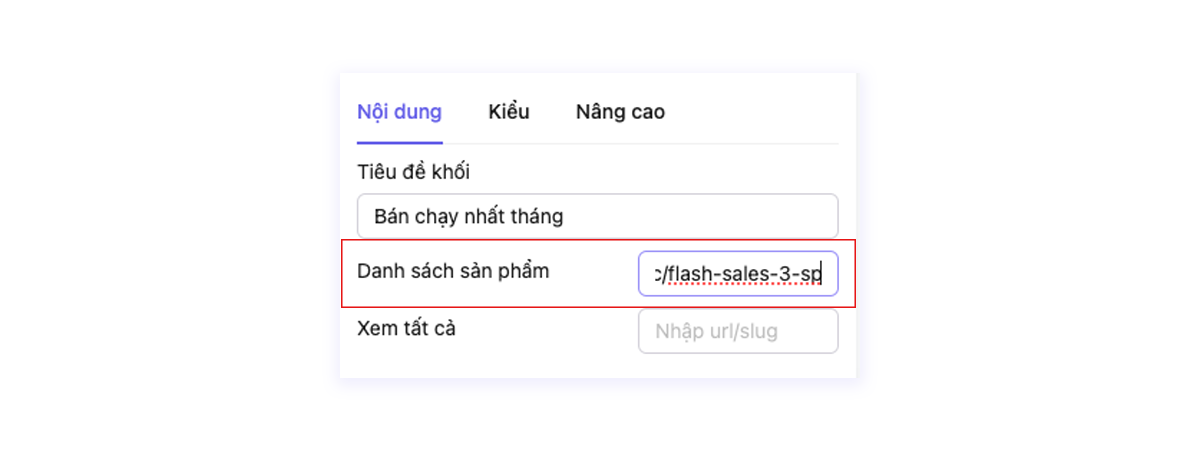 Nội dung Kiểu Nâng cao
Tiêu đề khối
Bán chạy nhất tháng
Danh sách sản phẩm c/flash-sales-3-sp
Xem tất cả Nhập url/slug